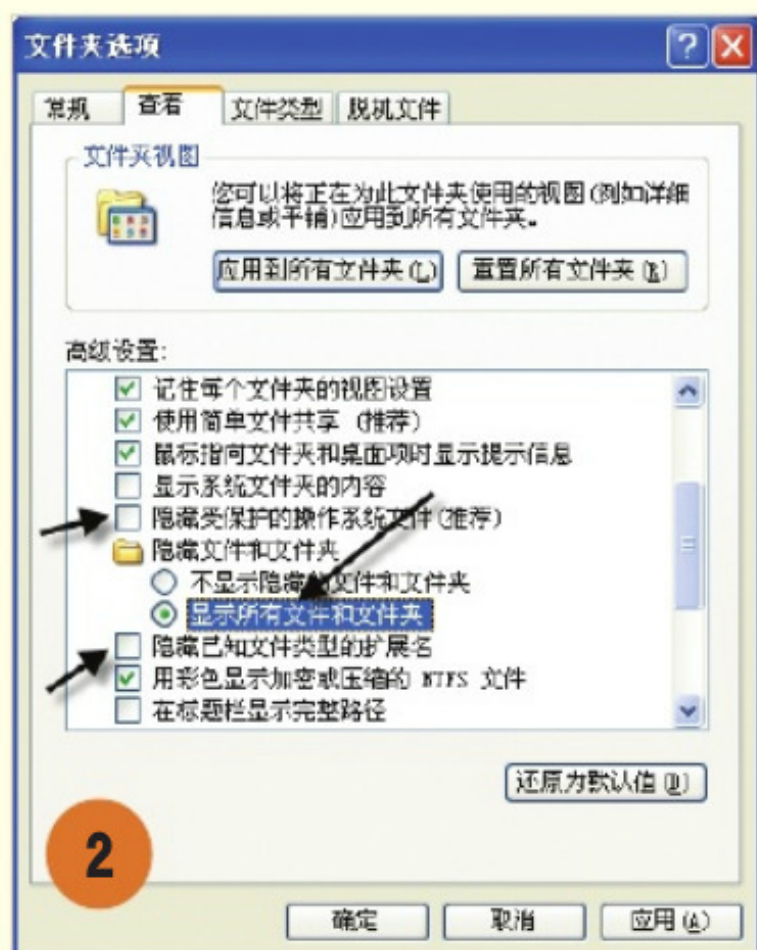 文件夹选项
常规 查看 文件类型 脱机文件
文件夹视图
您可以将正在为此文件夹使用的视图(例如详细
信息或平铺)应用到所有文件夹。
应用到所有文件夹(L) 重置所有文件夹(R)
高级设置:
记住每个文件夹的视图设置
使用简单文件共享 (推荐)
鼠标指向文件夹和桌面项时显示提示信息
显示系统文件夹的内容
隐藏受保护的操作系统文件(推荐)
隐藏文件和文件夹
不显示隐藏的文件和文件夹
显示所有文件和文件夹
隐藏已知文件类型的扩展名
用彩色显示加密或压缩的 NTFS 文件
在标题栏显示完整路径
还原为默认值(D)
2
确定 取消 应用(A)